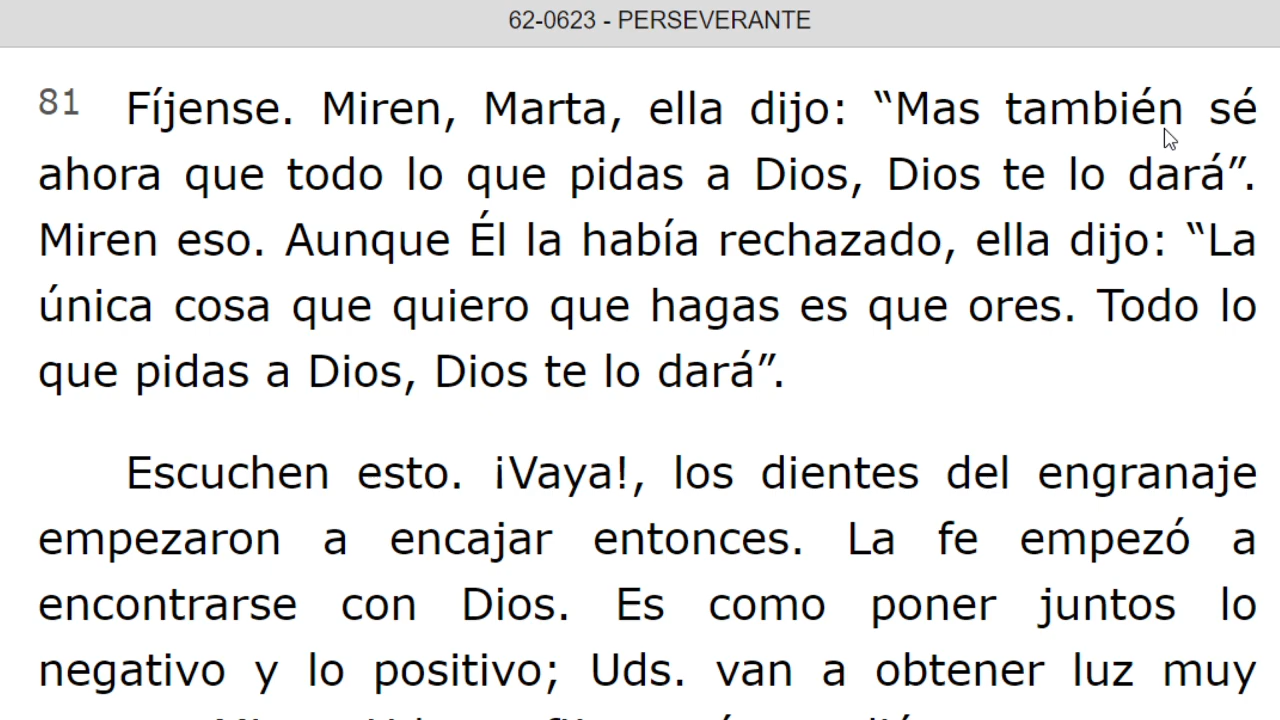 62-0623 - PERSEVERANTE
81 Fíjense. Miren, Marta, ella dijo: “Mas también sé
ahora que todo lo que pidas a Dios, Dios te lo dará”.
Miren eso. Aunque Él la había rechazado, ella dijo: “La
única cosa que quiero que hagas es que ores. Todo lo
que pidas a Dios, Dios te lo dará”.
Escuchen esto. ¡Vaya!, los dientes del engranaje
empezaron a encajar entonces. La fe empezó a
encontrarse con Dios. Es como poner juntos lo
negativo y lo positivo; Uds. van a obtener luz muy